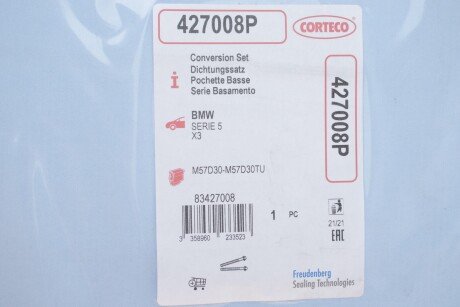 427008P
CORTECO
Conversion Set
Dichtungssatz
Pochette Basse
Serie Basamento
i
BMW
SERIE 5
X3
427008P
M57D30-M57D30TU
83427008
3 358960 233523
1 PC
21/21
EAC
Freudenberg
Sealing Technologies